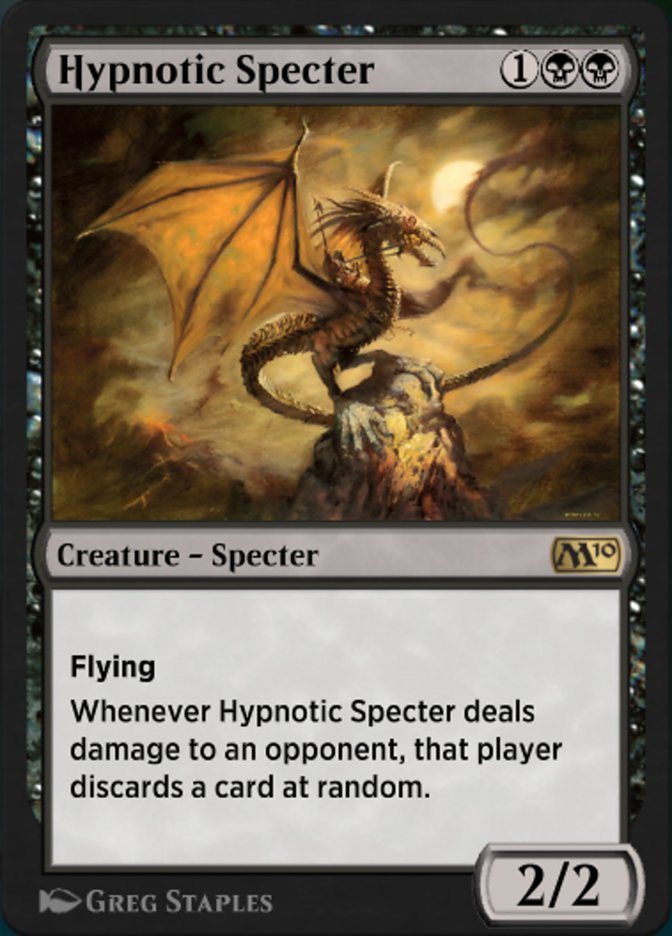 Hypnotic Specter 1
Creature – Specter M10
Flying
Whenever Hypnotic Specter deals
damage to an opponent, that player
discards a card at random.
2/2
Greg Staples